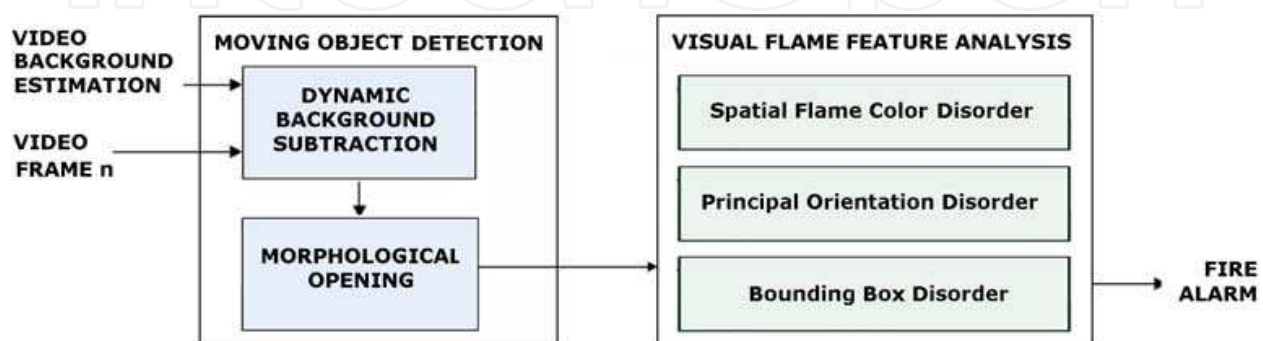 VIDEO
BACKGROUND
ESTIMATION
VIDEO
FRAME n
MOVING OBJECT DETECTION
DYNAMIC
BACKGROUND
SUBTRACTION
MORPHOLOGICAL
OPENING
VISUAL FLAME FEATURE ANALYSIS
Spatial Flame Color Disorder
Principal Orientation Disorder
Bounding Box Disorder
FIRE
ALARM